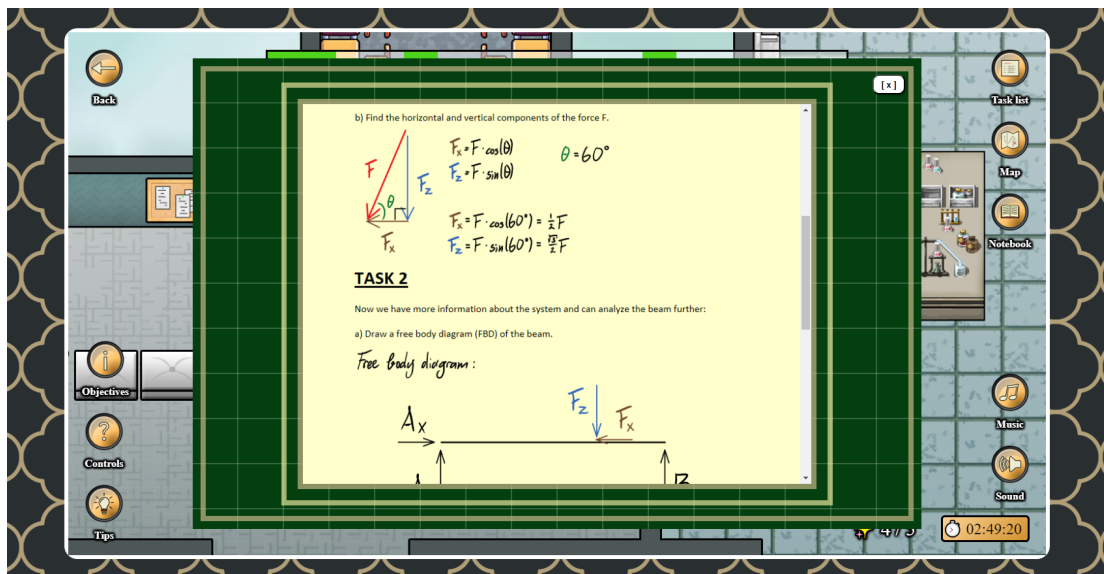 [x]
Back
Task list
Map
Notebook
b) Find the horizontal and vertical components of the force F.
F
Fz
θ
Fx
Fx = F · cos(θ)
Fz = F · sin(θ)
θ = 60°
Fx = F · cos(60°) = 1/2 F
Fz = F · sin(60°) = √3/2 F
TASK 2
Now we have more information about the system and can analyze the beam further:
a) Draw a free body diagram (FBD) of the beam.
Free body diagram:
Ax
Fz
Fx
Objectives
Controls
Tips
Music
Sound
02:49:20